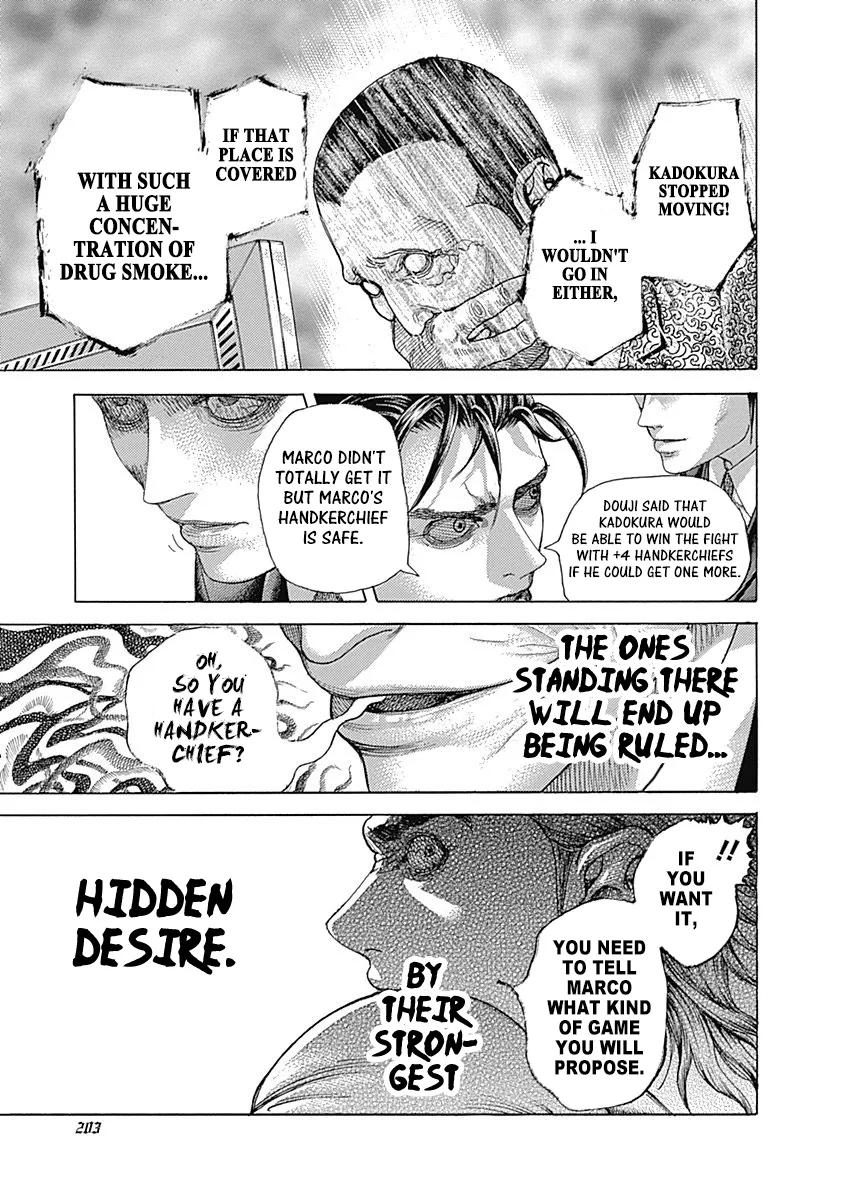 KADOKURA
STOPPED
MOVING!
... I
WOULDN'T
GO IN
EITHER,
IF THAT
PLACE IS
COVERED
WITH SUCH
A HUGE
CONCEN-
TRATION OF
DRUG SMOKE...
DOUJI SAID THAT
KADOKURA WOULD
BE ABLE TO WIN THE FIGHT
WITH +4 HANDKERCHIEFS
IF HE COULD GET ONE MORE.
MARCO DIDN'T
TOTALLY GET IT
BUT MARCO'S
HANDKERCHIEF
IS SAFE.
THE ONES
STANDING THERE
WILL END UP
BEING RULED...
OH,
SO YOU
HAVE A
HANDKER-
CHIEF?
!!
IF
YOU
WANT
IT,
YOU NEED
TO TELL
MARCO
WHAT KIND
OF GAME
YOU WILL
PROPOSE.
BY
THEIR
STRON-
GEST
HIDDEN
DESIRE.
203